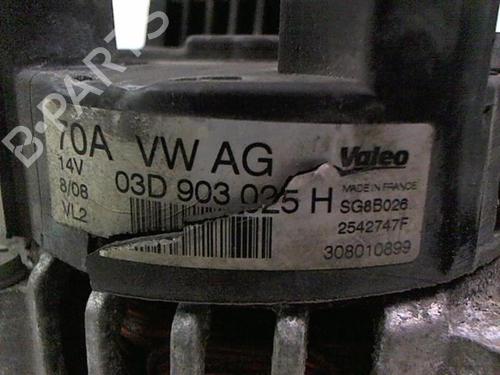 B-PARTS
70A VW AG Valeo
14V 03D 903 025 H MADE IN FRANCE
8/08 SG8B026
VL2 2542747F
308010899